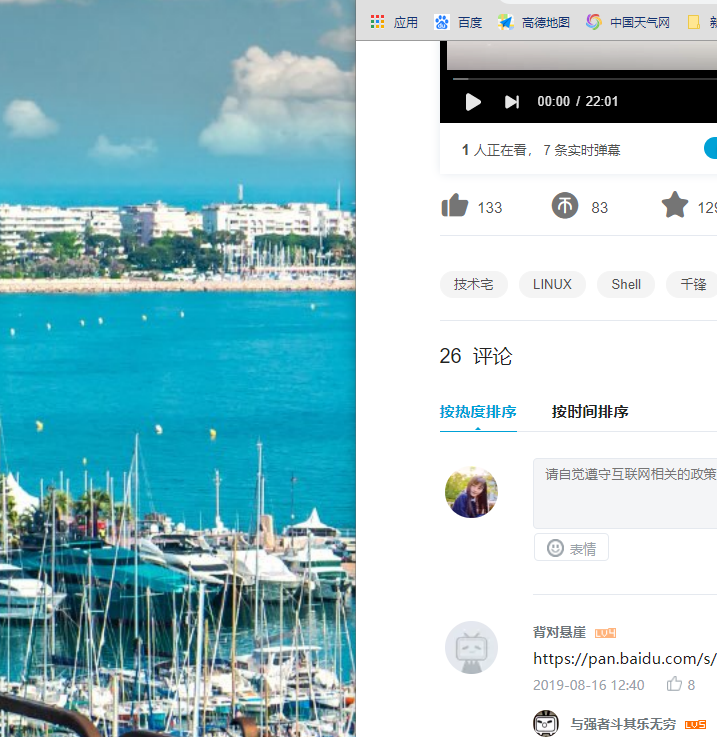 应用 百度 高德地图 中国天气网
00:00 / 22:01
1 人正在看， 7 条实时弹幕
133 83 129
技术宅 LINUX Shell 千锋
26 评论
按热度排序 按时间排序
请自觉遵守互联网相关的政策
表情
背对悬崖 LV4
https://pan.baidu.com/s/
2019-08-16 12:40 8
与强者斗其乐无穷 LV5